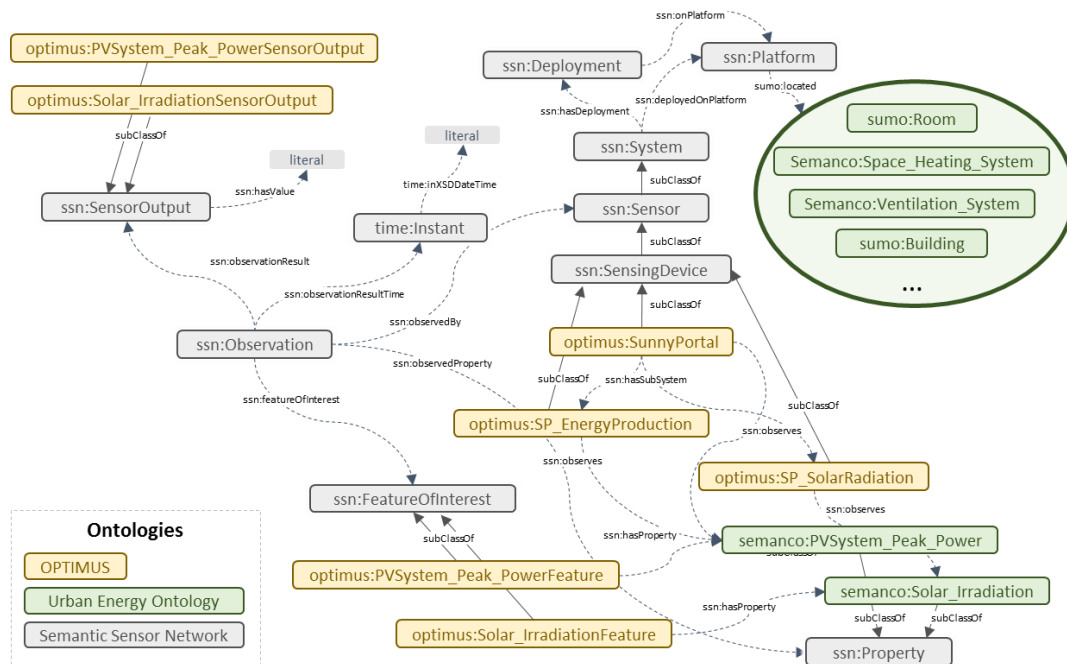 optimus:PVSystem_Peak_PowerSensorOutput
optimus:Solar_IrradiationSensorOutput
subClassOf
ssn:SensorOutput
ssn:hasValue
literal
literal
time:inXSDDateTime
time:Instant
ssn:observationResult
ssn:observationResultTime
ssn:observedBy
ssn:Observation
ssn:observedProperty
ssn:featureOfInterest
ssn:onPlatform
ssn:Deployment
ssn:Platform
ssn:hasDeployment
ssn:deployedOnPlatform
sumo:located
ssn:System
subClassOf
ssn:Sensor
subClassOf
ssn:SensingDevice
subClassOf
sumo:Room
Semanco:Space_Heating_System
Semanco:Ventilation_System
sumo:Building
...
optimus:SunnyPortal
subClassOf
ssn:hasSubSystem
subClassOf
optimus:SP_EnergyProduction
ssn:observes
ssn:observes
optimus:SP_SolarRadiation
ssn:observes
ssn:FeatureOfInterest
subClassOf
ssn:hasProperty
semanco:PVSystem_Peak_Power
subClassOf
optimus:PVSystem_Peak_PowerFeature
semanco:Solar_Irradiation
ssn:hasProperty
subClassOf
subClassOf
optimus:Solar_IrradiationFeature
ssn:Property
Ontologies
OPTIMUS
Urban Energy Ontology
Semantic Sensor Network